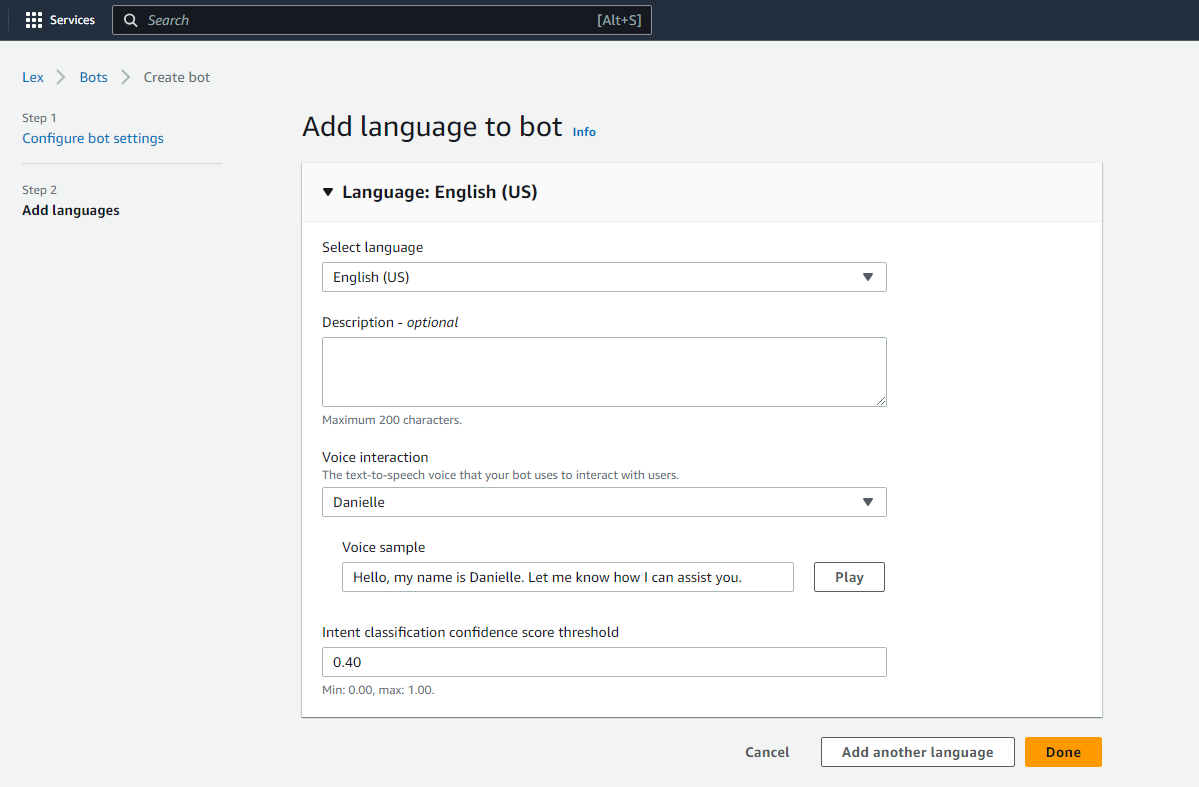 Services
Search [Alt+S]
Lex Bots Create bot
Step 1
Configure bot settings
Step 2
Add languages
Add language to bot Info
Language: English (US)
Select language
English (US)
Description - optional
Maximum 200 characters.
Voice interaction
The text-to-speech voice that your bot uses to interact with users.
Danielle
Voice sample
Hello, my name is Danielle. Let me know how I can assist you.
Play
Intent classification confidence score threshold
0.40
Min: 0.00, max: 1.00.
Cancel Add another language Done